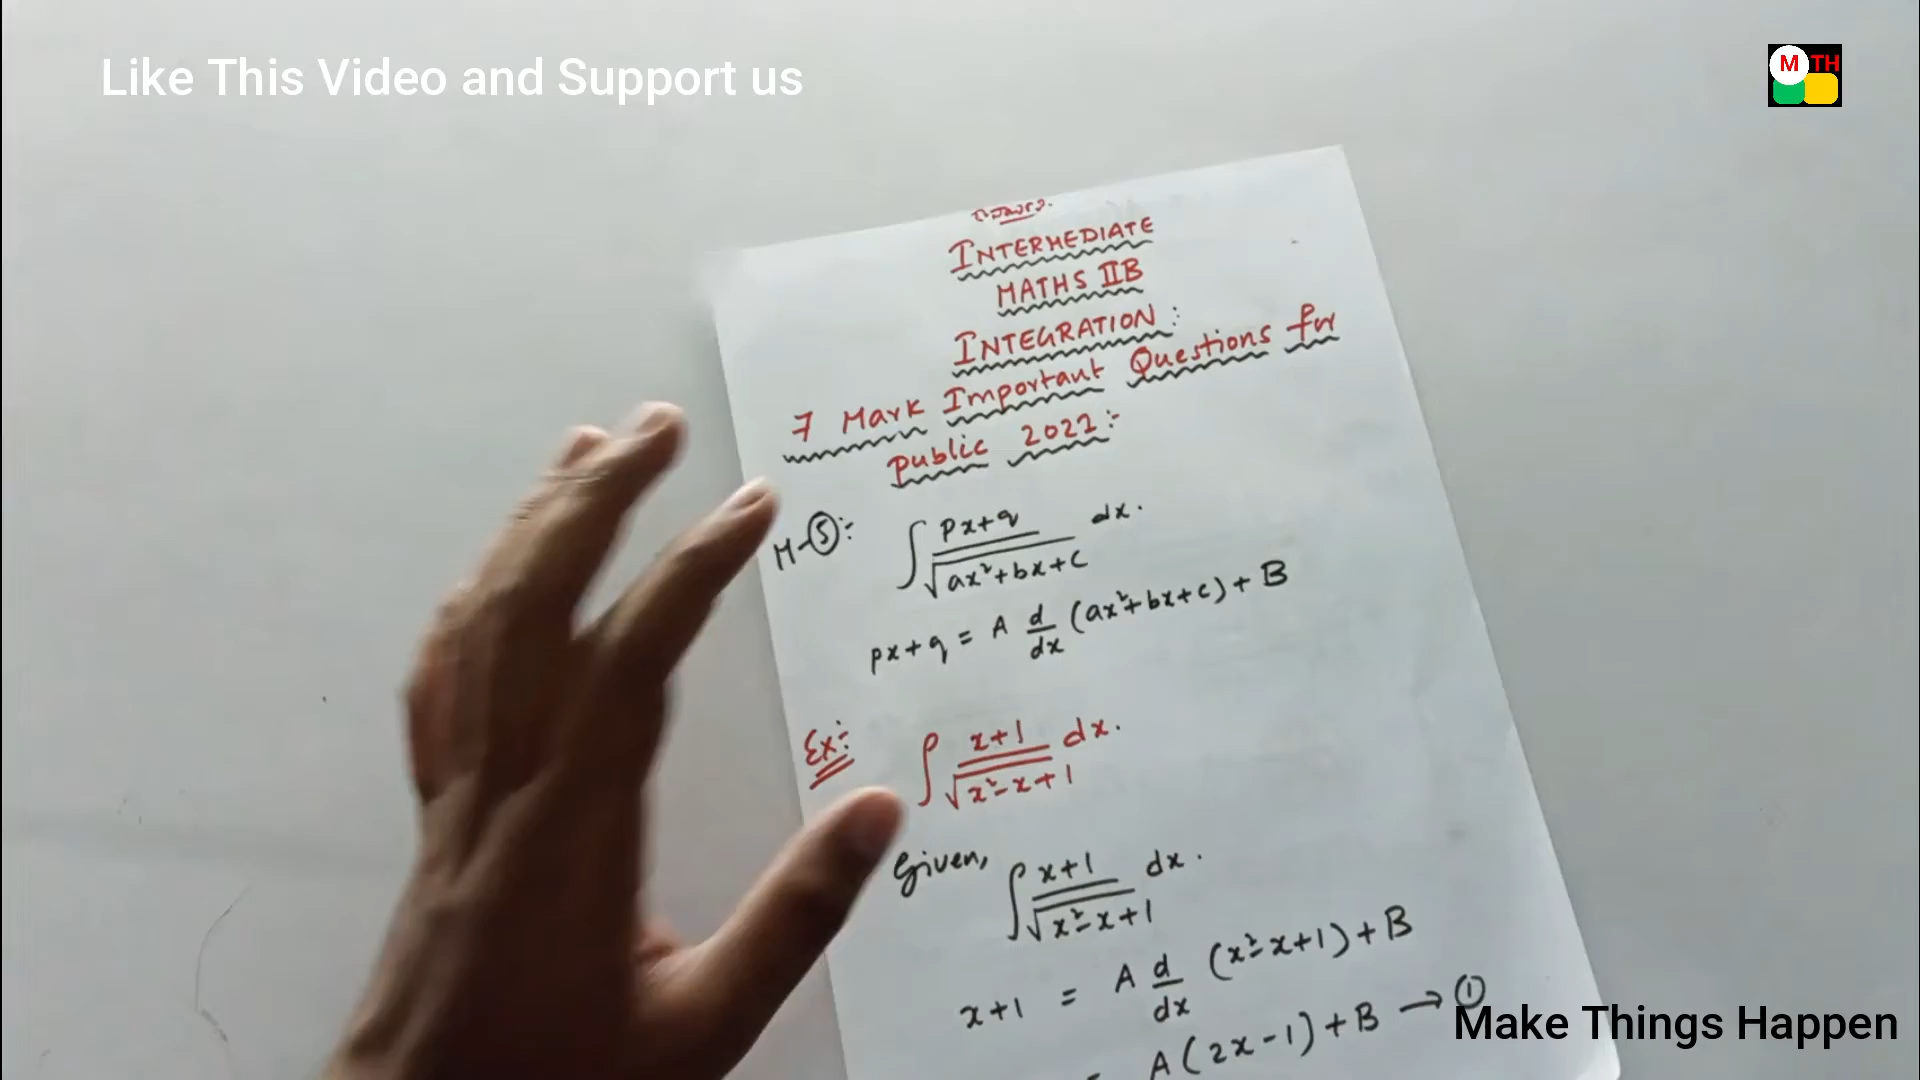 Like This Video and Support us
M TH
INTERMEDIATE
MATHS IIB
INTEGRATION:
7 Mark Important Questions for
public 2022:-
M-⑤:- ∫ px+q / √ax²+bx+c dx.
px+q = A d/dx (ax²+bx+c) + B
Ex:- ∫ x+1 / √x²-x+1 dx.
Given, ∫ x+1 / √x²-x+1 dx.
x+1 = A d/dx (x²-x+1) + B
= A(2x-1) + B → ①
Make Things Happen